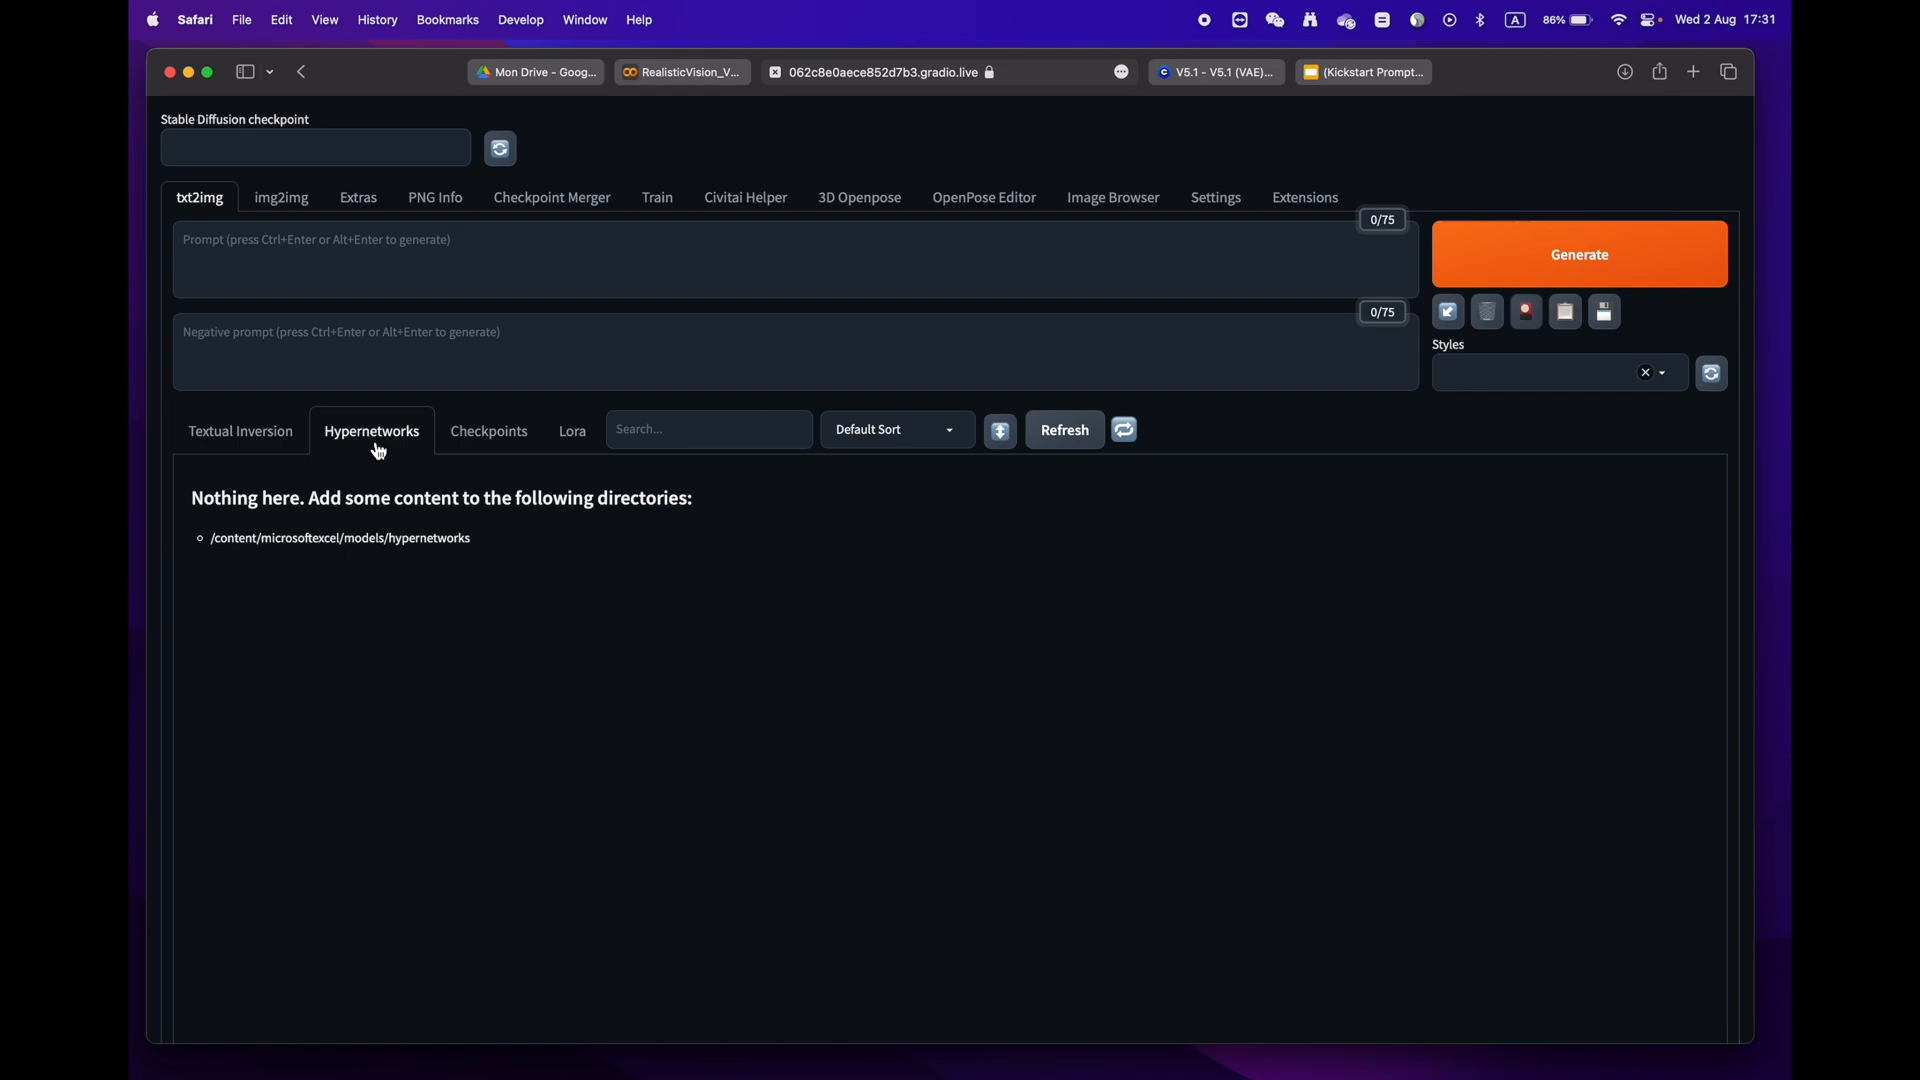 Safari File Edit View History Bookmarks Develop Window Help A 86% Wed 2 Aug 17:31
Mon Drive - Goog... RealisticVision_V... 062c8e0aece852d7b3.gradio.live V5.1 - V5.1 (VAE)... (Kickstart Prompt...
Stable Diffusion checkpoint
txt2img img2img Extras PNG Info Checkpoint Merger Train Civitai Helper 3D Openpose OpenPose Editor Image Browser Settings Extensions
0/75
Prompt (press Ctrl+Enter or Alt+Enter to generate)
Generate
0/75
Negative prompt (press Ctrl+Enter or Alt+Enter to generate)
Styles
Textual Inversion Hypernetworks Checkpoints Lora Search... Default Sort Refresh
Nothing here. Add some content to the following directories:
/content/microsoftexcel/models/hypernetworks